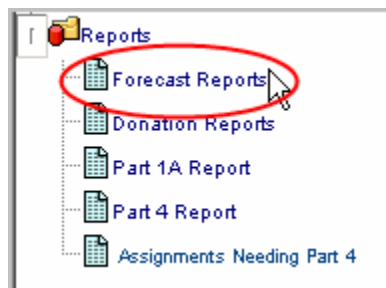 Reports
Forecast Reports
Donation Reports
Part 1A Report
Part 4 Report
Assignments Needing Part 4